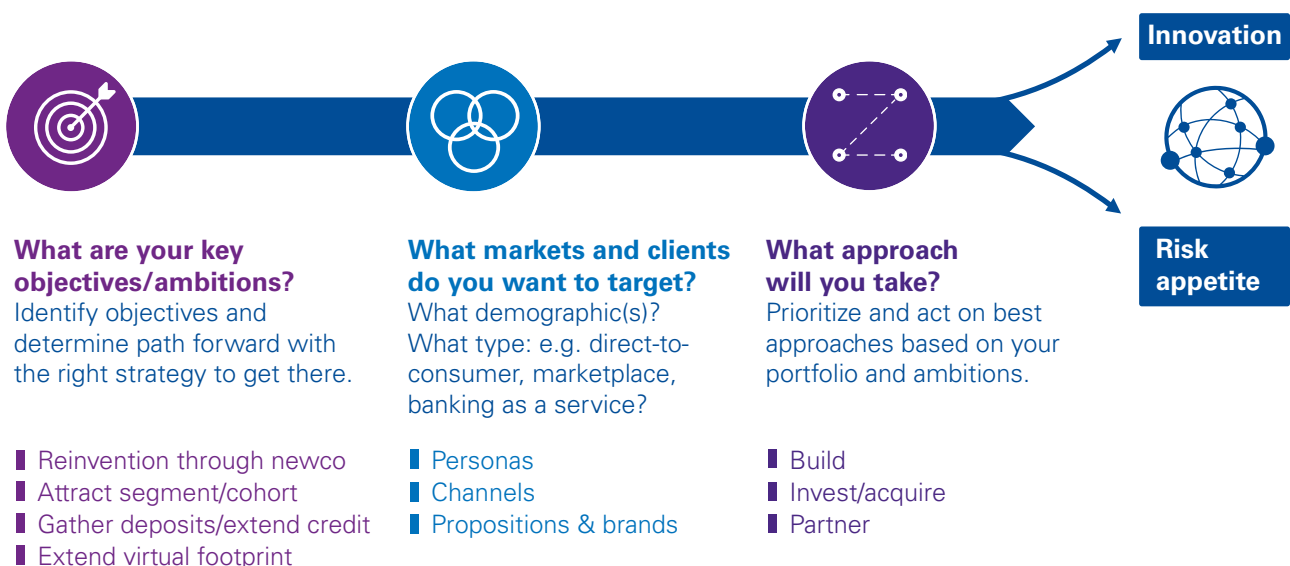 What are your key
objectives/ambitions?
Identify objectives and
determine path forward with
the right strategy to get there.
Reinvention through newco
Attract segment/cohort
Gather deposits/extend credit
Extend virtual footprint
What markets and clients
do you want to target?
What demographic(s)?
What type: e.g. direct-to-
consumer, marketplace,
banking as a service?
Personas
Channels
Propositions & brands
What approach
will you take?
Prioritize and act on best
approaches based on your
portfolio and ambitions.
Build
Invest/acquire
Partner
Innovation
Risk
appetite